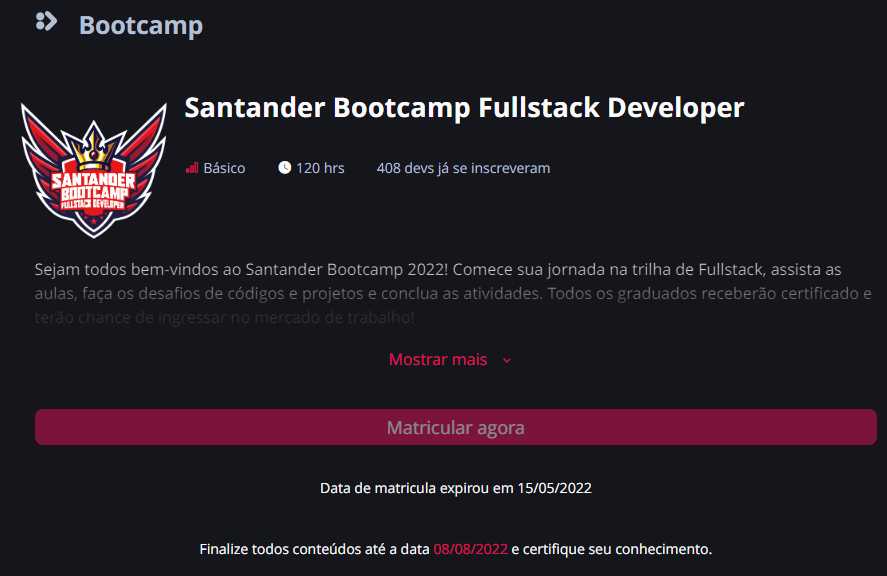 Bootcamp
Santander Bootcamp Fullstack Developer
Básico 120 hrs 408 devs já se inscreveram
SANTANDER
BOOTCAMP
FULLSTACK DEVELOPER
Sejam todos bem-vindos ao Santander Bootcamp 2022! Comece sua jornada na trilha de Fullstack, assista as
aulas, faça os desafios de códigos e projetos e conclua as atividades. Todos os graduados receberão certificado e
terão chance de ingressar no mercado de trabalho!
Mostrar mais
Matricular agora
Data de matricula expirou em 15/05/2022
Finalize todos conteúdos até a data 08/08/2022 e certifique seu conhecimento.